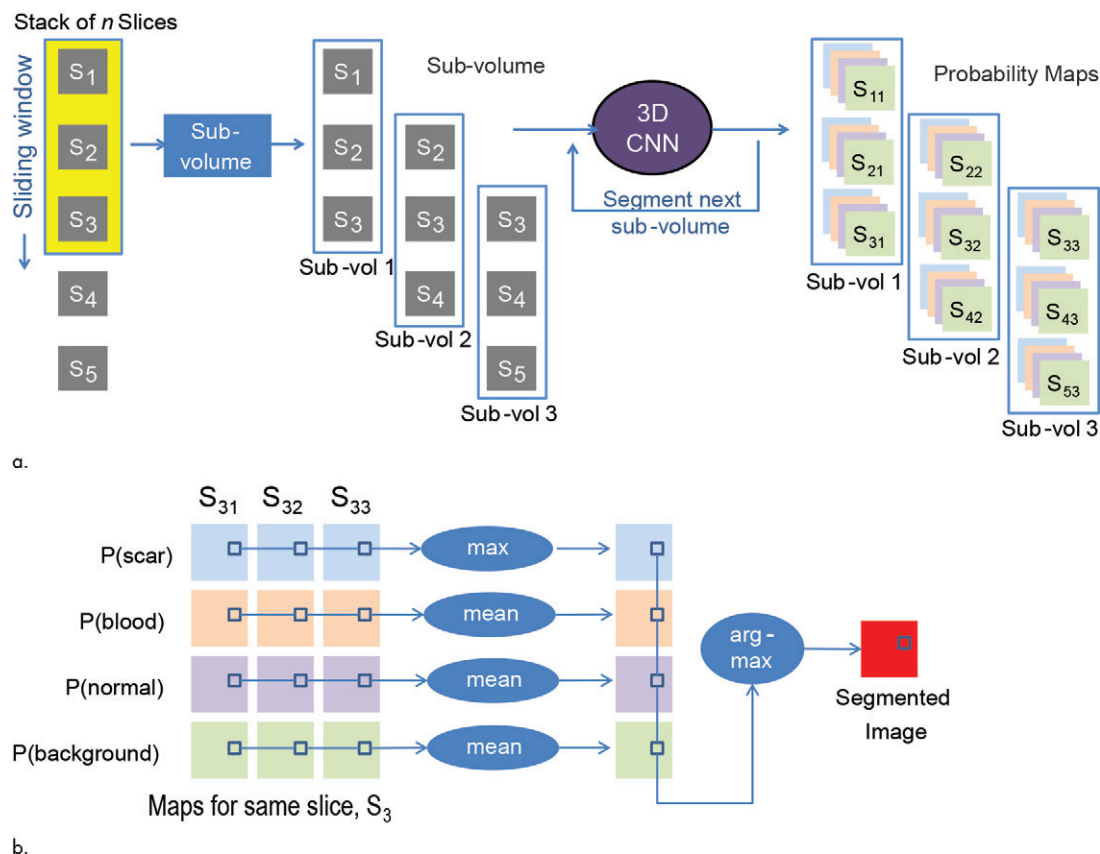 Stack of n Slices
Sliding window
S1
S2
S3
S4
S5
Sub-
volume
S1
S2
S3
Sub-vol 1
S2
S3
S4
Sub-vol 2
S3
S4
S5
Sub-vol 3
Sub-volume
3D
CNN
Segment next
sub-volume
Probability Maps
S11
S21
S31
Sub-vol 1
S22
S32
S42
Sub-vol 2
S33
S43
S53
Sub-vol 3
a.
S31 S32 S33
P(scar)
max
P(blood)
mean
P(normal)
mean
P(background)
mean
arg-
max
Segmented
Image
Maps for same slice, S3
b.